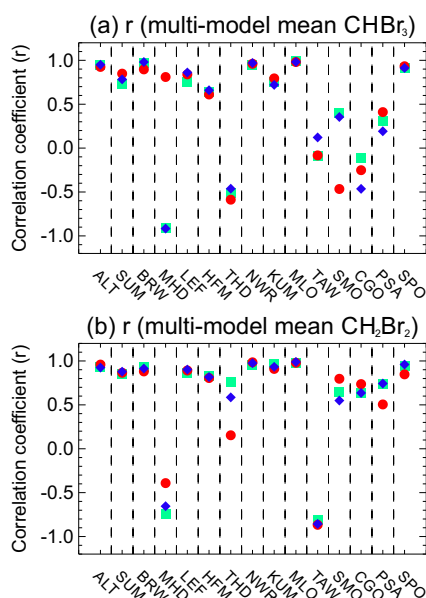 (a) r (multi-model mean CHBr₃)
Correlation coefficient (r)
1.0
0.5
0.0
-0.5
-1.0
ALT SUM BRW MHD LEF HFM THD NWR KUM MLO TAW SMO CGO PSA SPO
(b) r (multi-model mean CH₂Br₂)
Correlation coefficient (r)
1.0
0.5
0.0
-0.5
-1.0
ALT SUM BRW MHD LEF HFM THD NWR KUM MLO TAW SMO CGO PSA SPO